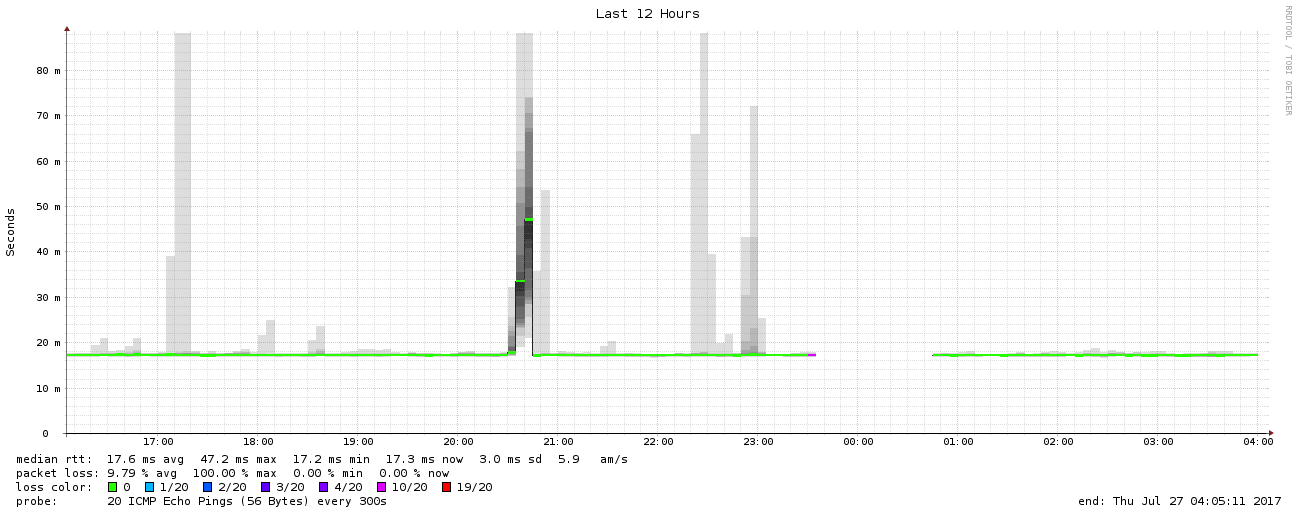 Last 12 Hours
RRDTOOL / TOBI OETIKER
Seconds
80 m
70 m
60 m
50 m
40 m
30 m
20 m
10 m
0
17:00 18:00 19:00 20:00 21:00 22:00 23:00 00:00 01:00 02:00 03:00 04:00
median rtt: 17.6 ms avg 47.2 ms max 17.2 ms min 17.3 ms now 3.0 ms sd 5.9 am/s
packet loss: 9.79 % avg 100.00 % max 0.00 % min 0.00 % now
loss color: 0 1/20 2/20 3/20 4/20 10/20 19/20
probe: 20 ICMP Echo Pings (56 Bytes) every 300s end: Thu Jul 27 04:05:11 2017